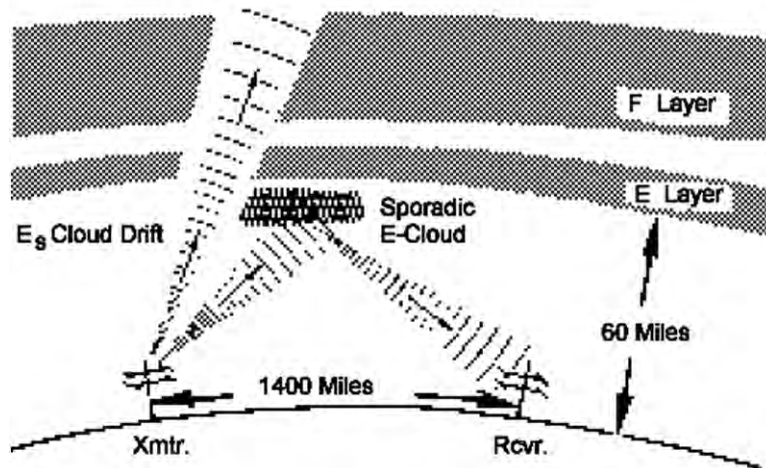 F Layer
E Layer
Sporadic
E-Cloud
Es Cloud Drift
60 Miles
1400 Miles
Xmtr.
Rcvr.